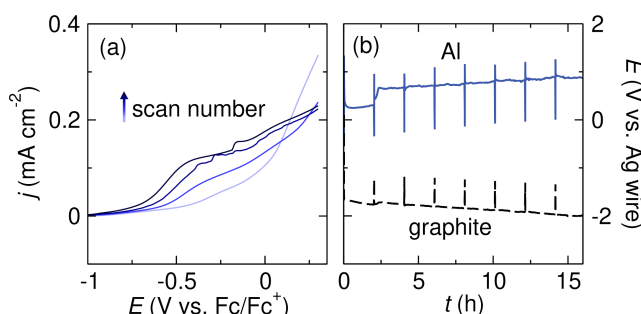 (a)
scan number
0.4
0.2
0
j (mA cm⁻²)
-1
-0.5
0
E (V vs. Fc/Fc⁺)
(b)
Al
graphite
2
0
-2
E (V vs. Ag wire)
0
5
10
15
t (h)